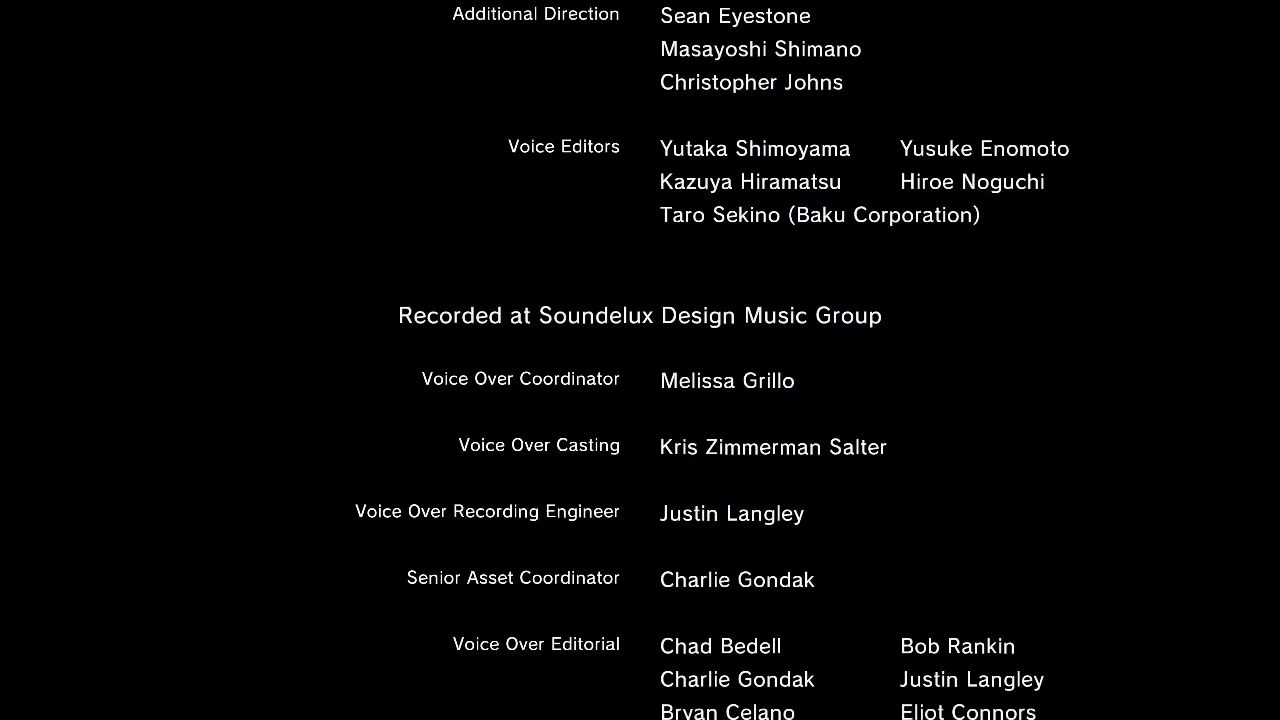 Additional Direction Sean Eyestone
Masayoshi Shimano
Christopher Johns
Voice Editors Yutaka Shimoyama Yusuke Enomoto
Kazuya Hiramatsu Hiroe Noguchi
Taro Sekino (Baku Corporation)
Recorded at Soundelux Design Music Group
Voice Over Coordinator Melissa Grillo
Voice Over Casting Kris Zimmerman Salter
Voice Over Recording Engineer Justin Langley
Senior Asset Coordinator Charlie Gondak
Voice Over Editorial Chad Bedell Bob Rankin
Charlie Gondak Justin Langley
Bryan Celano Eliot Connors